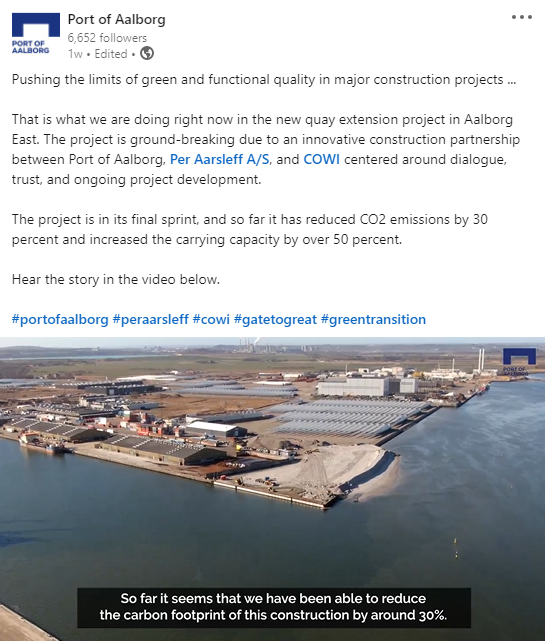 PORT OF
AALBORG
Port of Aalborg
6,652 followers
1w • Edited •
Pushing the limits of green and functional quality in major construction projects ...
That is what we are doing right now in the new quay extension project in Aalborg
East. The project is ground-breaking due to an innovative construction partnership
between Port of Aalborg, Per Aarsleff A/S, and COWI centered around dialogue,
trust, and ongoing project development.
The project is in its final sprint, and so far it has reduced CO2 emissions by 30
percent and increased the carrying capacity by over 50 percent.
Hear the story in the video below.
#portofaalborg #peraarsleff #cowi #gatetogreat #greentransition
PORT OF
AALBORG
So far it seems that we have been able to reduce
the carbon footprint of this construction by around 30%.